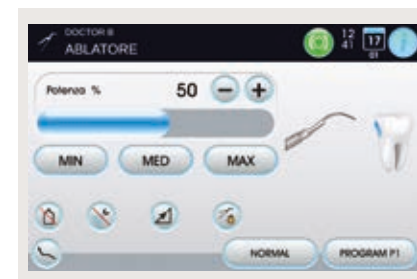 DOCTOR B
ABLATORE
12
41
17
01
Potenza %
50
MIN
MED
MAX
NORMAL
PROGRAM P1